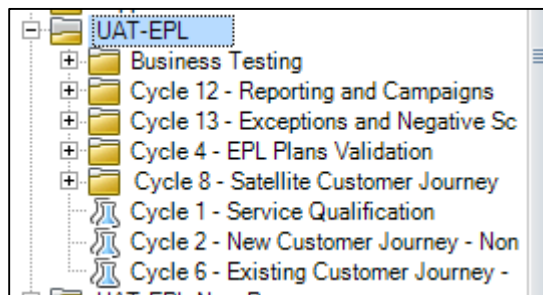 UAT-EPL
Business Testing
Cycle 12 - Reporting and Campaigns
Cycle 13 - Exceptions and Negative Sc
Cycle 4 - EPL Plans Validation
Cycle 8 - Satellite Customer Journey
Cycle 1 - Service Qualification
Cycle 2 - New Customer Journey - Non
Cycle 6 - Existing Customer Journey -